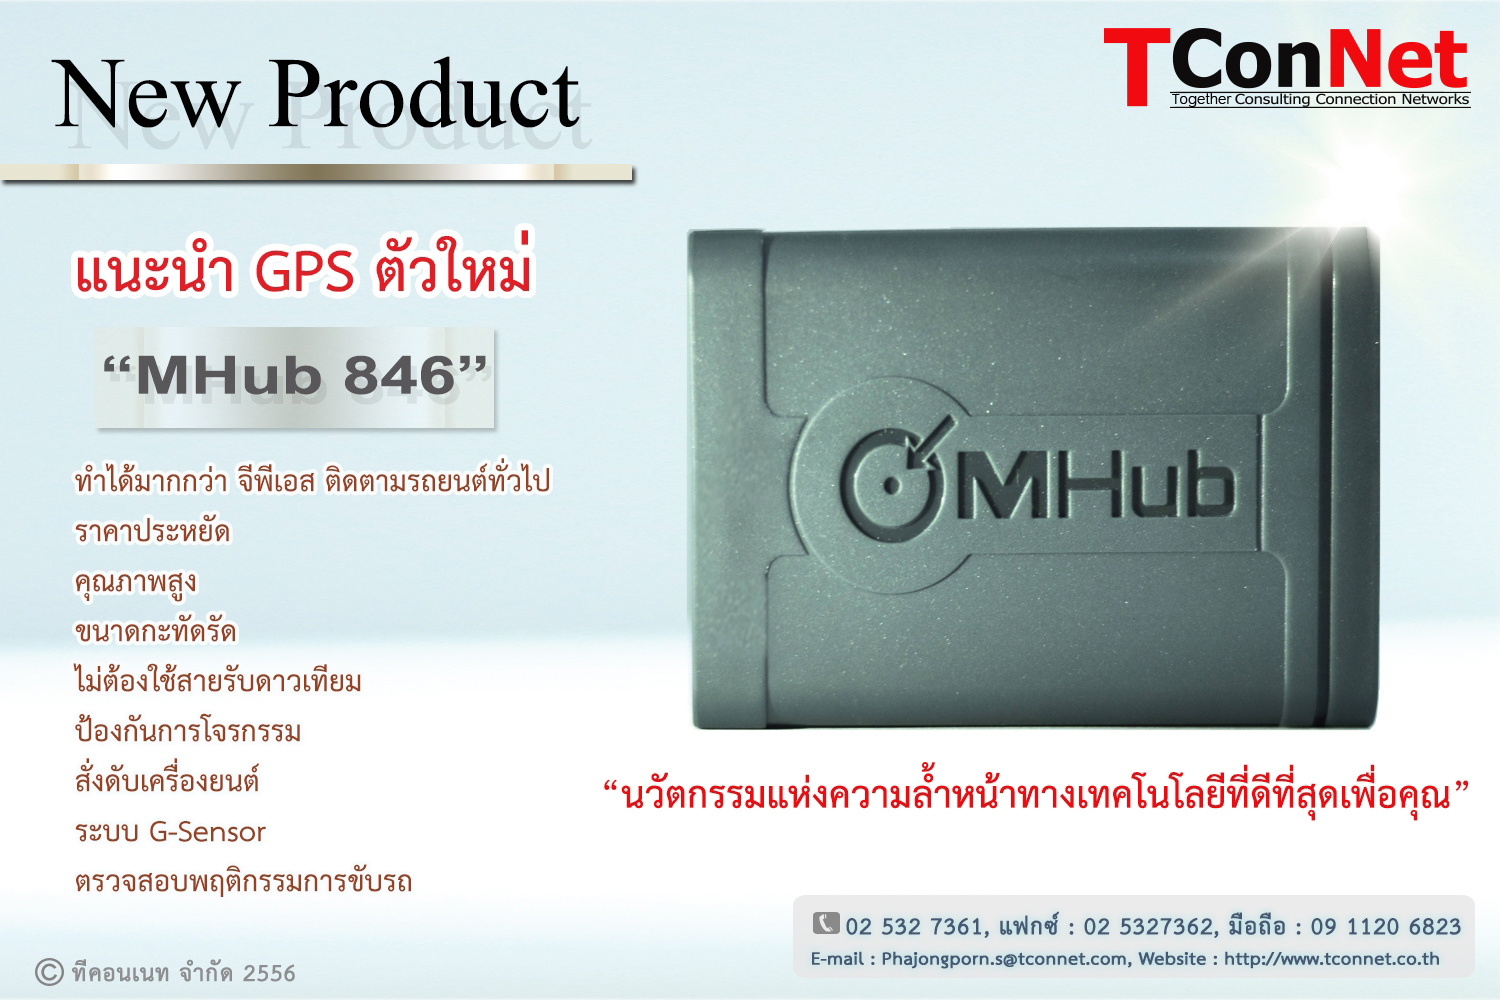 New Product
TConNet
Together Consulting Connection Networks
แนะนำ GPS ตัวใหม่
“MHub 846”
ทำได้มากกว่า จีพีเอส ติดตามรถยนต์ทั่วไป
ราคาประหยัด
คุณภาพสูง
ขนาดกะทัดรัด
ไม่ต้องใช้สายรับดาวเทียม
ป้องกันการโจรกรรม
สั่งดับเครื่องยนต์
ระบบ G-Sensor
ตรวจสอบพฤติกรรมการขับรถ
MHub
“นวัตกรรมแห่งความล้ำหน้าทางเทคโนโลยีที่ดีที่สุดเพื่อคุณ”
02 532 7361, แฟกซ์ : 02 5327362, มือถือ : 09 1120 6823
E-mail : Phajongporn.s@tconnet.com, Website : http://www.tconnet.co.th
© ทีคอนเนท จำกัด 2556